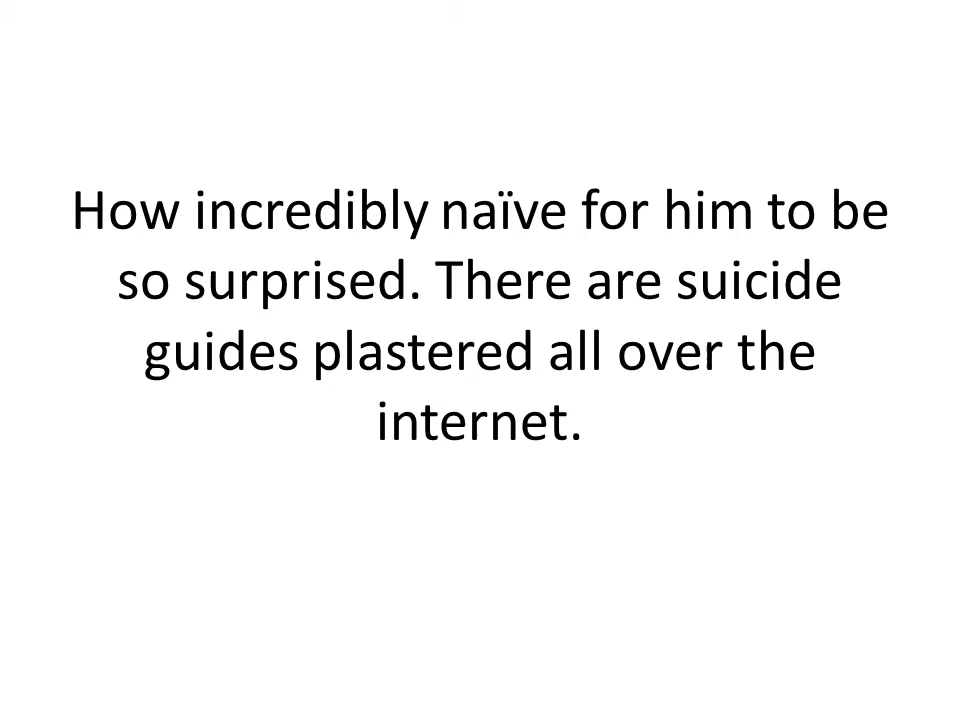 How incredibly naïve for him to be
so surprised. There are suicide
guides plastered all over the
internet.